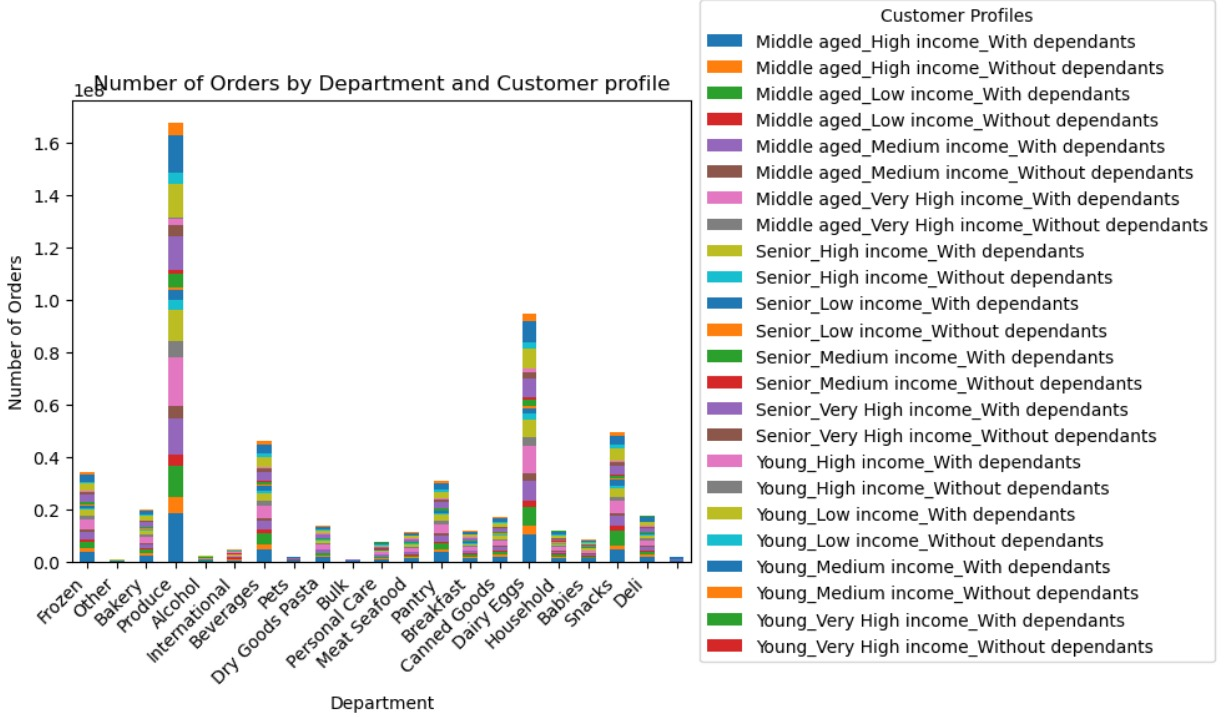 Number of Orders by Department and Customer profile
1e8
Number of Orders
1.6
1.4
1.2
1.0
0.8
0.6
0.4
0.2
0.0
Frozen
Other
Bakery
Produce
Alcohol
International
Beverages
Pets
Dry Goods Pasta
Bulk
Personal Care
Meat Seafood
Pantry
Breakfast
Canned Goods
Dairy Eggs
Household
Babies
Snacks
Deli
Department
Customer Profiles
Middle aged_High income_With dependants
Middle aged_High income_Without dependants
Middle aged_Low income_With dependants
Middle aged_Low income_Without dependants
Middle aged_Medium income_With dependants
Middle aged_Medium income_Without dependants
Middle aged_Very High income_With dependants
Middle aged_Very High income_Without dependants
Senior_High income_With dependants
Senior_High income_Without dependants
Senior_Low income_With dependants
Senior_Low income_Without dependants
Senior_Medium income_With dependants
Senior_Medium income_Without dependants
Senior_Very High income_With dependants
Senior_Very High income_Without dependants
Young_High income_With dependants
Young_High income_Without dependants
Young_Low income_With dependants
Young_Low income_Without dependants
Young_Medium income_With dependants
Young_Medium income_Without dependants
Young_Very High income_With dependants
Young_Very High income_Without dependants